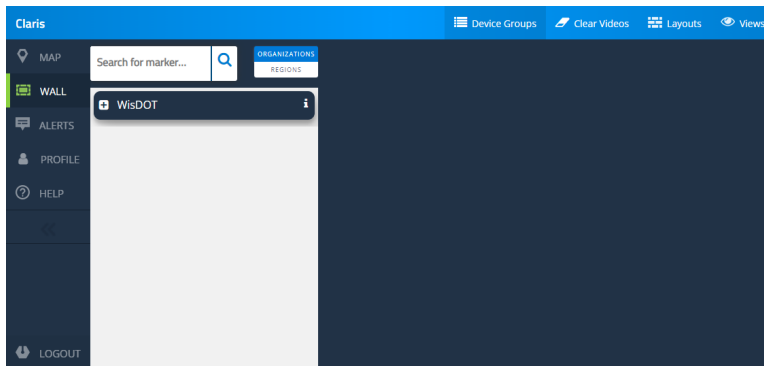 Claris
Device Groups
Clear Videos
Layouts
Views
MAP
WALL
ALERTS
PROFILE
HELP
LOGOUT
Search for marker...
ORGANIZATIONS
REGIONS
WisDOT